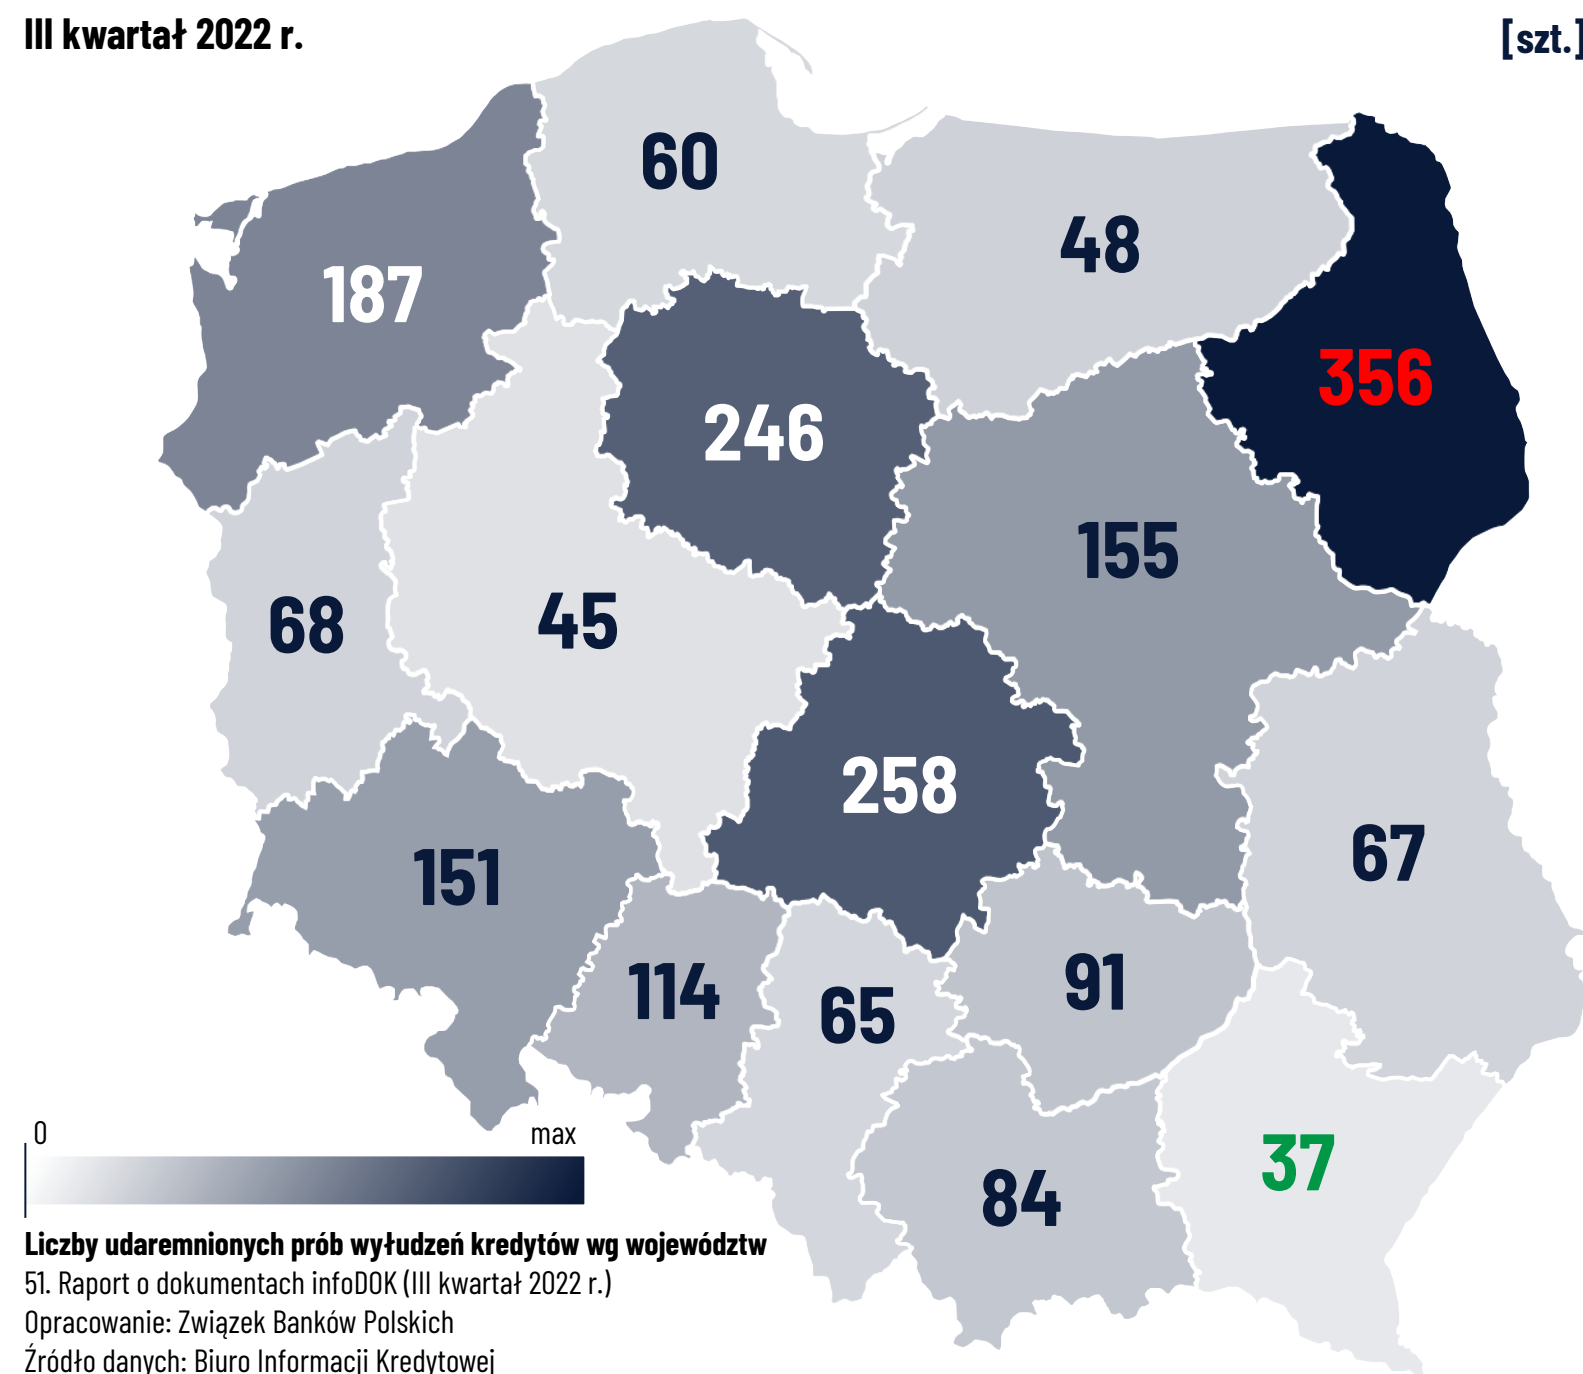 III kwartał 2022 r.
[szt.]
60
48
187
356
246
155
68
45
258
67
151
91
114
65
37
84
0 max
Liczby udaremnionych prób wyłudzeń kredytów wg województw
51. Raport o dokumentach infoDOK (III kwartał 2022 r.)
Opracowanie: Związek Banków Polskich
Źródło danych: Biuro Informacji Kredytowej